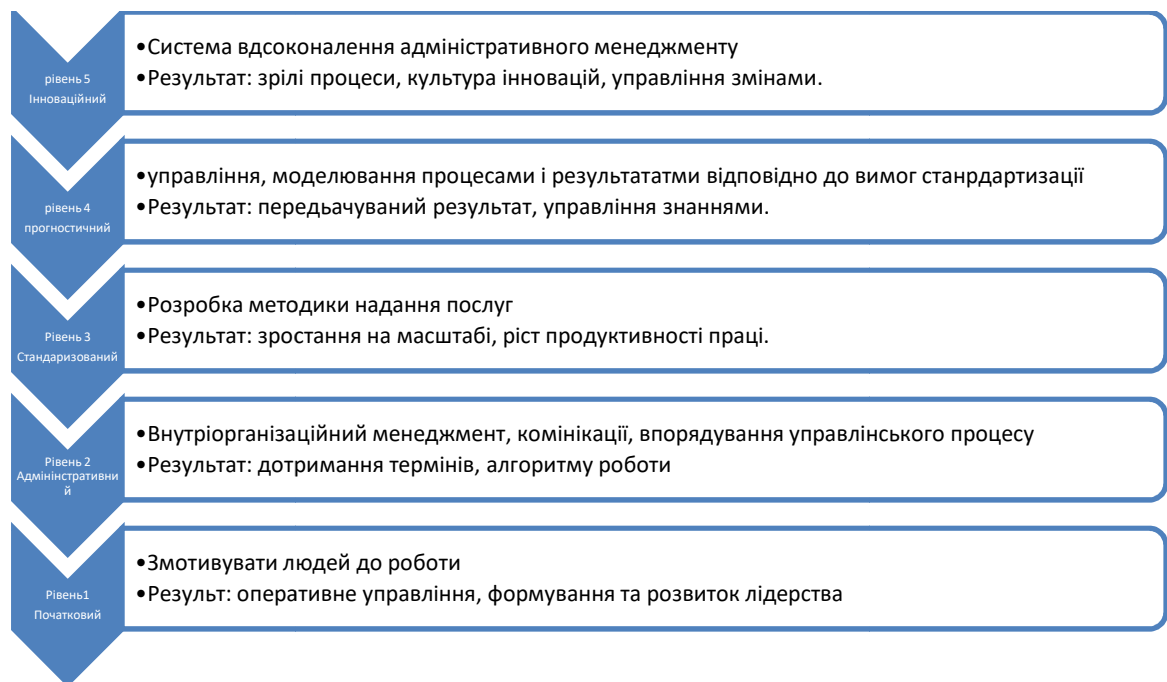 рівень 5
Інноваційний
•Система вдсоконалення адміністративного менеджменту
•Результат: зрілі процеси, культура інновацій, управління змінами.
рівень 4
прогностичний
•управління, моделювання процесами і результататми відповідно до вимог станрдартизації
•Результат: передьачуваний результат, управління знаннями.
Рівень 3
Стандаризований
•Розробка методики надання послуг
•Результат: зростання на масштабі, ріст продуктивності праці.
Рівень 2
Адмінінстративни
й
•Внутріорганізаційний менеджмент, комінікації, впорядування управлінського процесу
•Результат: дотримання термінів, алгоритму роботи
Рівень1
Початковий
•Змотивувати людей до роботи
•Результ: оперативне управління, формування та розвиток лідерства